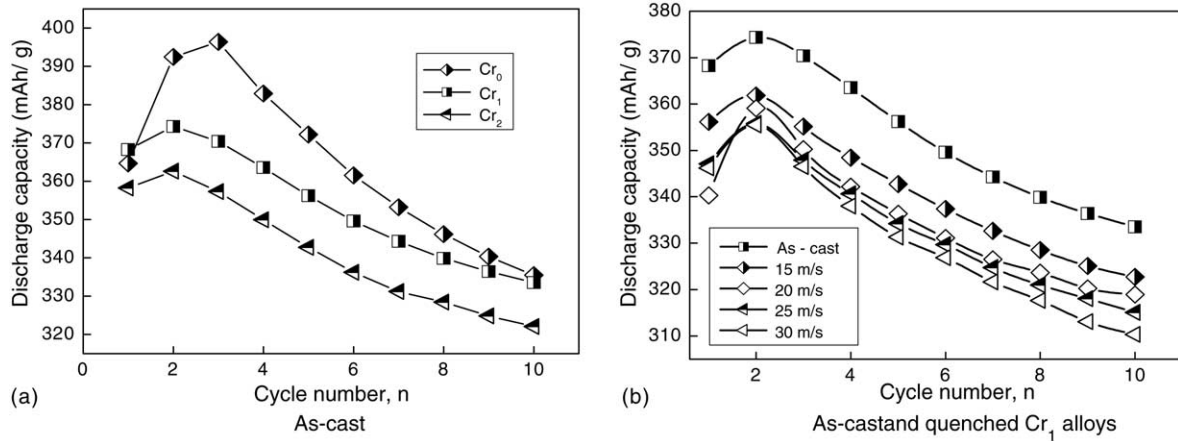 400
390
380
370
360
350
340
330
320
0
2
4
6
8
10
Discharge capacity (mAh/ g)
Cycle number, n
Cr0
Cr1
Cr2
(a)
As-cast
380
370
360
350
340
330
320
310
2
4
6
8
10
Discharge capacity (mAh/ g)
Cycle number, n
As - cast
15 m/s
20 m/s
25 m/s
30 m/s
(b)
As-castand quenched Cr1 alloys